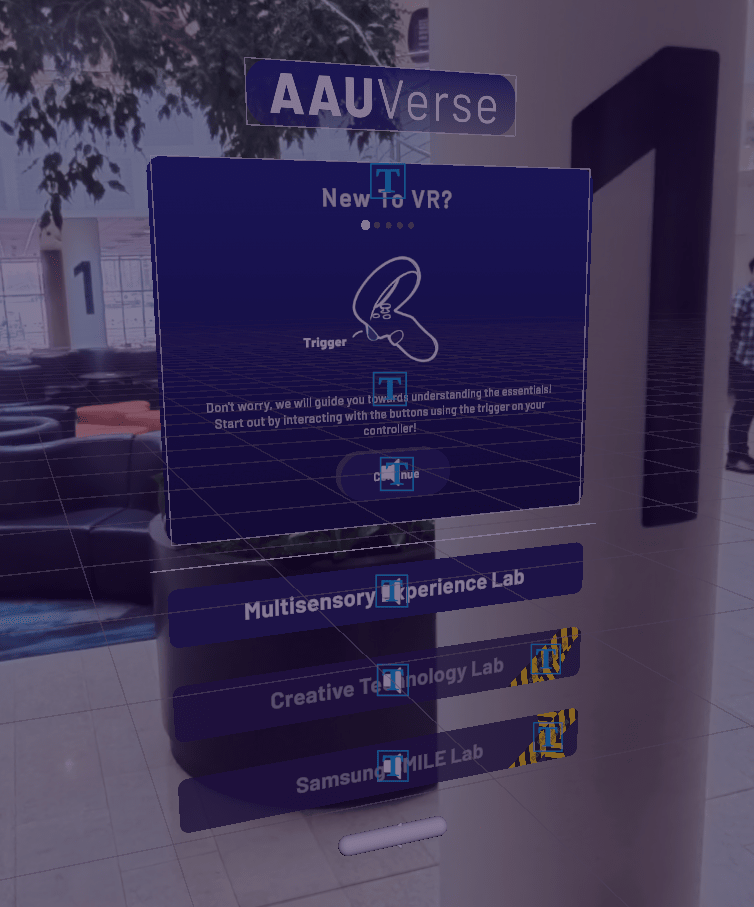 AAUVerse
1
New To VR?
1
Trigger
Don't worry, we will guide you towards understanding the essentials!
Start out by interacting with the buttons using the trigger on your
controller!
Continue
Multisensory Experience Lab
Creative Technology Lab
Samsung SMILE Lab